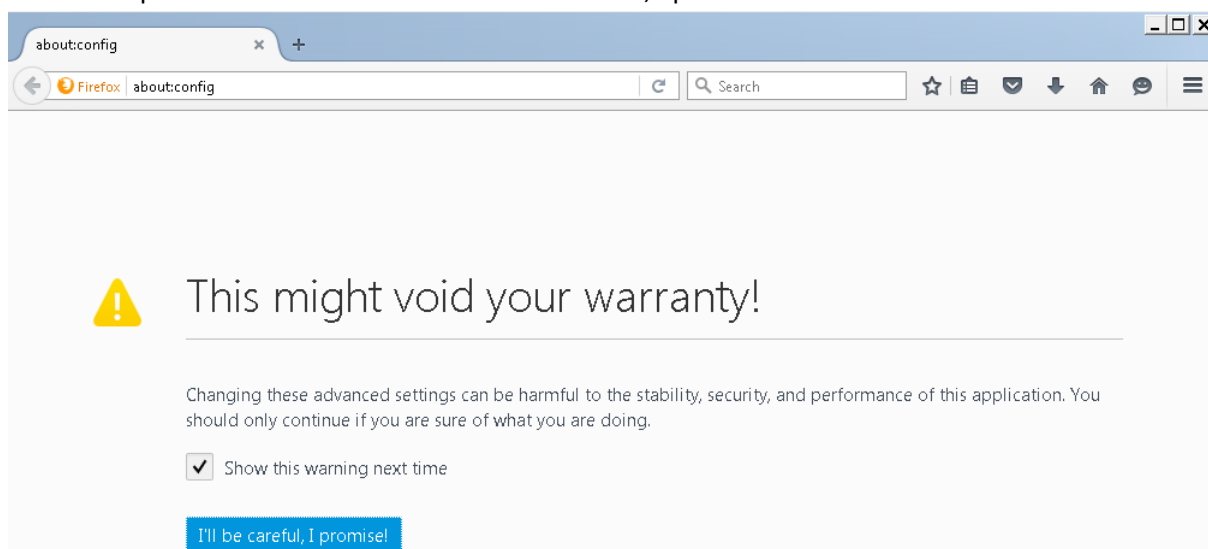 about:config
Firefox about:config Search
This might void your warranty!
Changing these advanced settings can be harmful to the stability, security, and performance of this application. You
should only continue if you are sure of what you are doing.
Show this warning next time
I'll be careful, I promise!